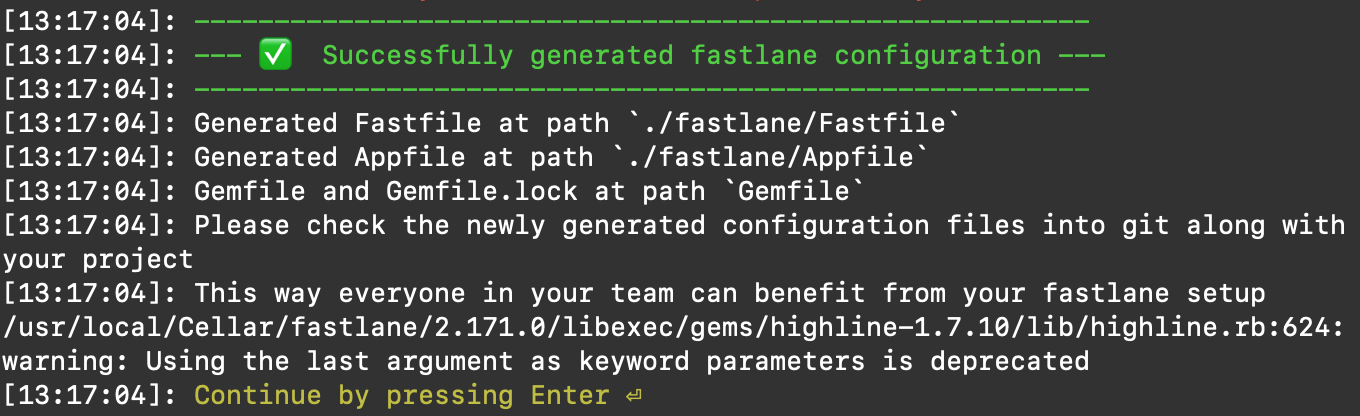 [13:17:04]: --------------------------------------------------------
[13:17:04]: --- ✅ Successfully generated fastlane configuration ---
[13:17:04]: --------------------------------------------------------
[13:17:04]: Generated Fastfile at path `./fastlane/Fastfile`
[13:17:04]: Generated Appfile at path `./fastlane/Appfile`
[13:17:04]: Gemfile and Gemfile.lock at path `Gemfile`
[13:17:04]: Please check the newly generated configuration files into git along with
your project
[13:17:04]: This way everyone in your team can benefit from your fastlane setup
/usr/local/Cellar/fastlane/2.171.0/libexec/gems/highline-1.7.10/lib/highline.rb:624:
warning: Using the last argument as keyword parameters is deprecated
[13:17:04]: Continue by pressing Enter ⏎